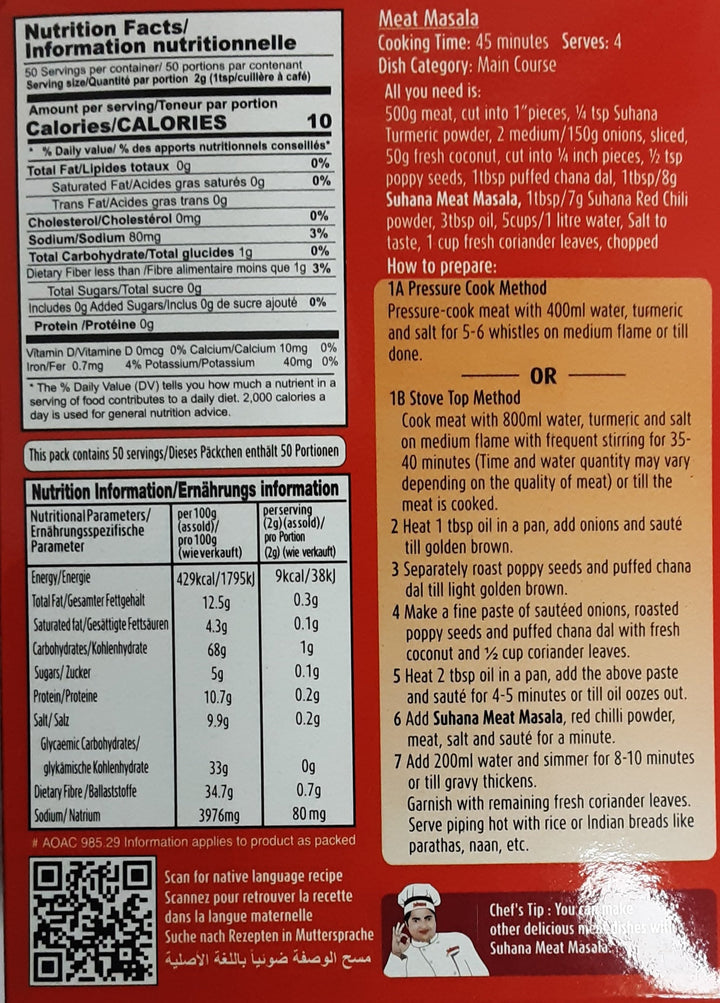 Nutrition Facts/
Information nutritionnelle
50 Servings per container/ 50 portions par contenant
Serving size/Quantité par portion 2g (1tsp/cuillère à café)
Amount per serving/Teneur par portion
Calories/CALORIES 10
* % Daily value/ % des apports nutritionnels conseillés*
Total Fat/Lipides totaux 0g 0%
Saturated Fat/Acides gras saturés 0g 0%
Trans Fat/Acides gras trans 0g
Cholesterol/Cholestérol 0mg 0%
Sodium/Sodium 80mg 3%
Total Carbohydrate/Total glucides 1g 0%
Dietary Fiber less than /Fibre alimentaire moins que 1g 3%
Total Sugars/Total sucre 0g
Includes 0g Added Sugars/Inclus 0g de sucre ajouté 0%
Protein /Protéine 0g
Vitamin D/Vitamine D 0mcg 0% Calcium/Calcium 10mg 0%
Iron/Fer 0.7mg 4% Potassium/Potassium 40mg 0%
* The % Daily Value (DV) tells you how much a nutrient in a
serving of food contributes to a daily diet. 2,000 calories a
day is used for general nutrition advice.
This pack contains 50 servings/Dieses Päckchen enthält 50 Portionen
Nutrition Information/Ernährungs information
Nutritional Parameters/
Ernährungsspezifische
Parameter
per 100g
(assold)/
pro 100g
(wie verkauft)
per serving
(2g) (assold)/
pro Portion
(2g) (wie verkauft)
Energy/Energie 429kcal/1795kJ 9kcal/38kJ
Total Fat/Gesamter Fettgehalt 12.5g 0.3g
Saturated fat/Gesättigte Fettsäuren 4.3g 0.1g
Carbohydrates/Kohlenhydrate 68g 1g
Sugars/ Zucker 5g 0.1g
Protein/Proteine 10.7g 0.2g
Salt/ Salz 9.9g 0.2g
Glycaemic Carbohydrates/
glykämische Kohlenhydrate 33g 0g
Dietary Fibre /Ballaststoffe 34.7g 0.7g
Sodium/ Natrium 3976mg 80 mg
# AOAC 985.29 Information applies to product as packed
Scan for native language recipe
Scannez pour retrouver la recette
dans la langue maternelle
Suche nach Rezepten in Muttersprache
مسح الوصفة ضوئياً باللغة الأصلية
Meat Masala
Cooking Time: 45 minutes Serves: 4
Dish Category: Main Course
All you need is:
500g meat, cut into 1"pieces, ¼ tsp Suhana
Turmeric powder, 2 medium/150g onions, sliced,
50g fresh coconut, cut into ¼ inch pieces, ½ tsp
poppy seeds, 1tbsp puffed chana dal, 1tbsp/8g
Suhana Meat Masala, 1tbsp/7g Suhana Red Chili
powder, 3tbsp oil, 5cups/1 litre water, Salt to
taste, 1 cup fresh coriander leaves, chopped
How to prepare:
1A Pressure Cook Method
Pressure-cook meat with 400ml water, turmeric
and salt for 5-6 whistles on medium flame or till
done.
OR
1B Stove Top Method
Cook meat with 800ml water, turmeric and salt
on medium flame with frequent stirring for 35-
40 minutes (Time and water quantity may vary
depending on the quality of meat) or till the
meat is cooked.
2 Heat 1 tbsp oil in a pan, add onions and sauté
till golden brown.
3 Separately roast poppy seeds and puffed chana
dal till light golden brown.
4 Make a fine paste of sautéed onions, roasted
poppy seeds and puffed chana dal with fresh
coconut and ½ cup coriander leaves.
5 Heat 2 tbsp oil in a pan, add the above paste
and sauté for 4-5 minutes or till oil oozes out.
6 Add Suhana Meat Masala, red chilli powder,
meat, salt and sauté for a minute.
7 Add 200ml water and simmer for 8-10 minutes
or till gravy thickens.
Garnish with remaining fresh coriander leaves.
Serve piping hot with rice or Indian breads like
parathas, naan, etc.
Suhana
Chef's Tip : You can make
other delicious meat dishes with
Suhana Meat Masala.